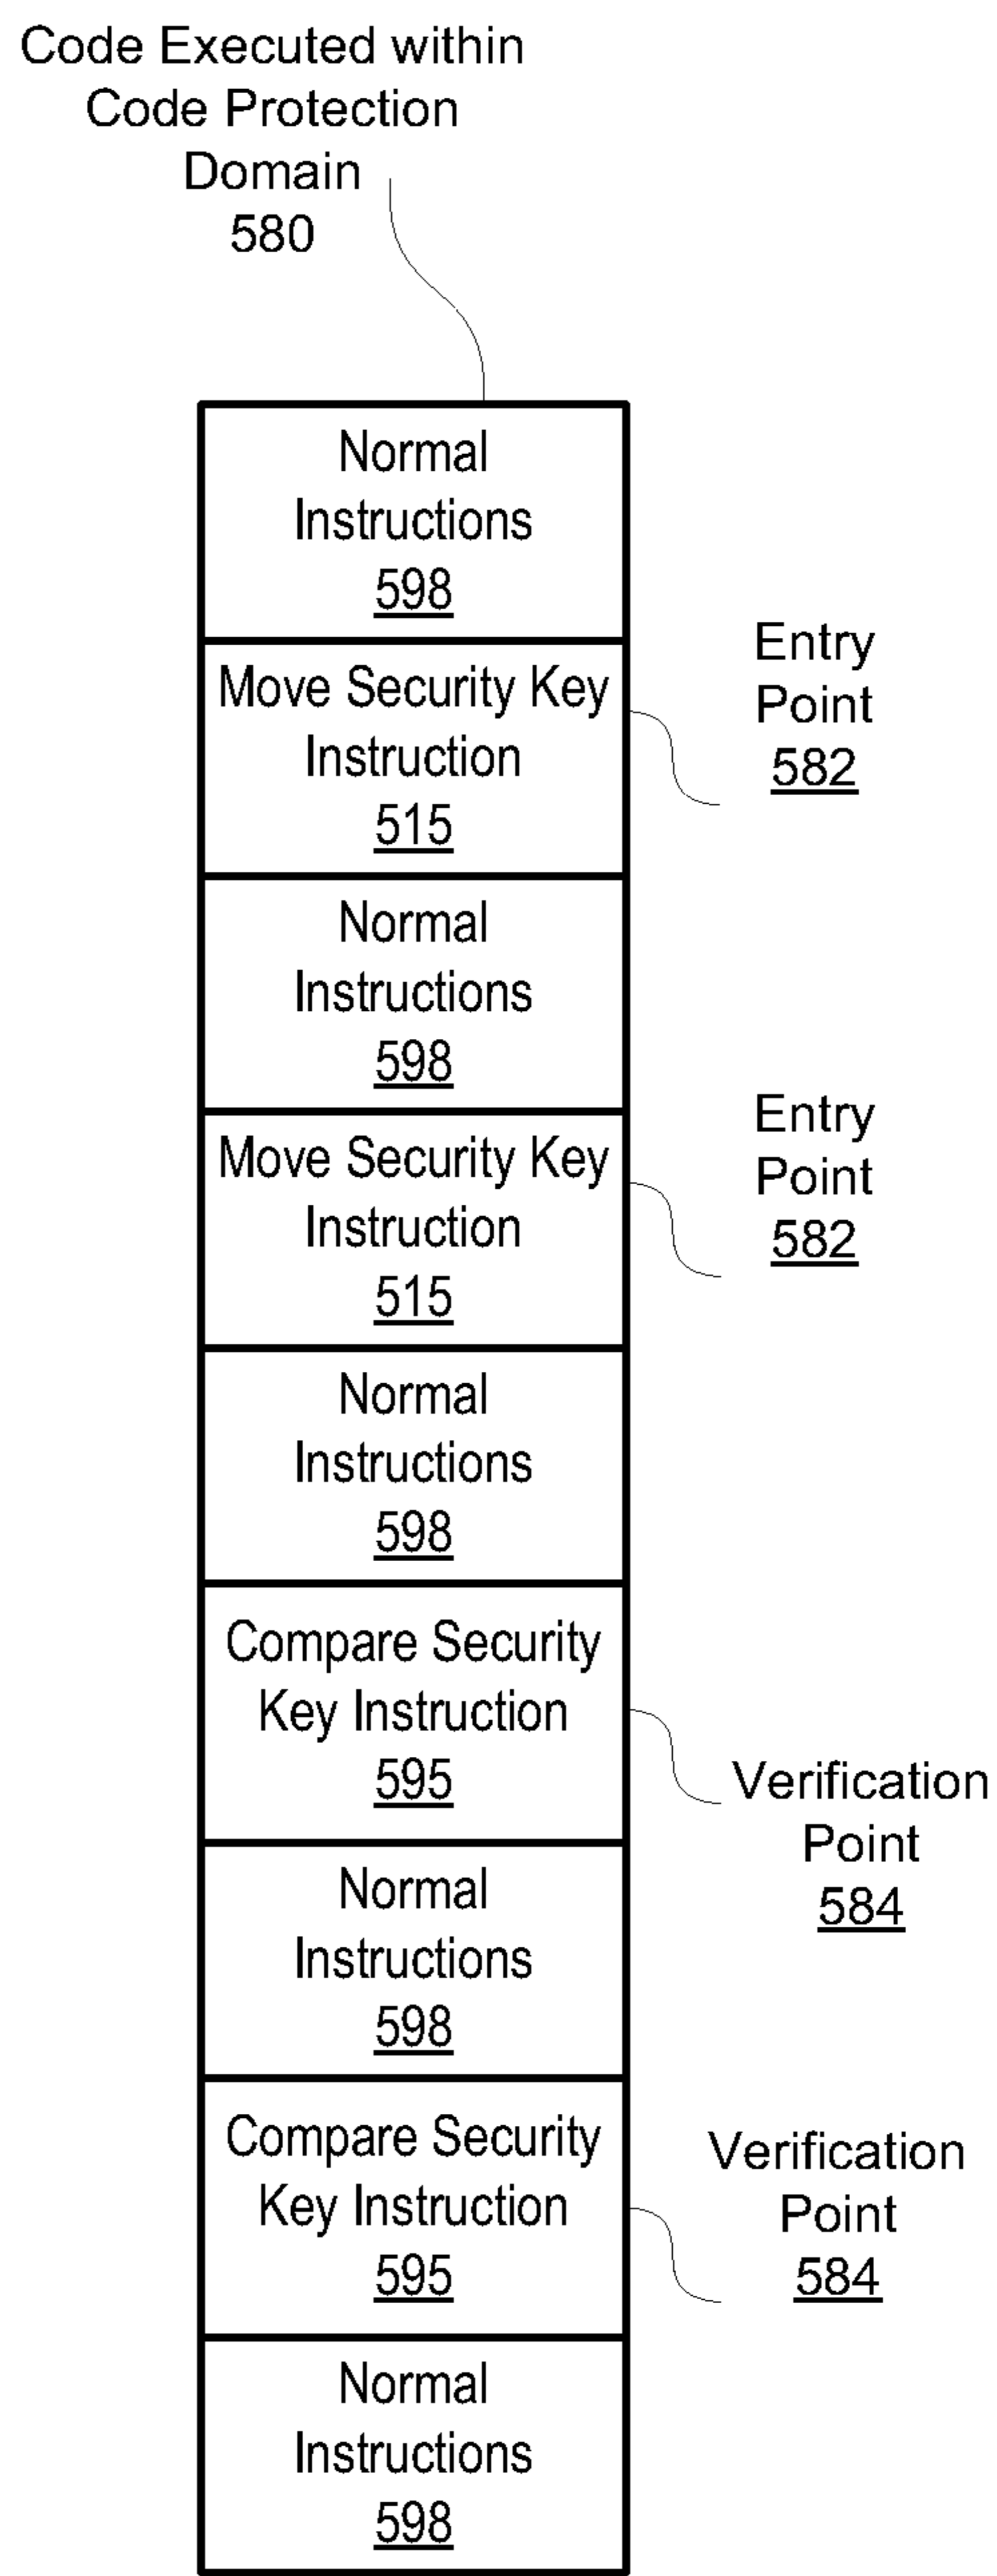 Code Executed within
Code Protection
Domain
580
Normal
Instructions
598
Move Security Key
Instruction
515
Entry
Point
582
Normal
Instructions
598
Move Security Key
Instruction
515
Entry
Point
582
Normal
Instructions
598
Compare Security
Key Instruction
595
Verification
Point
584
Normal
Instructions
598
Compare Security
Key Instruction
595
Verification
Point
584
Normal
Instructions
598